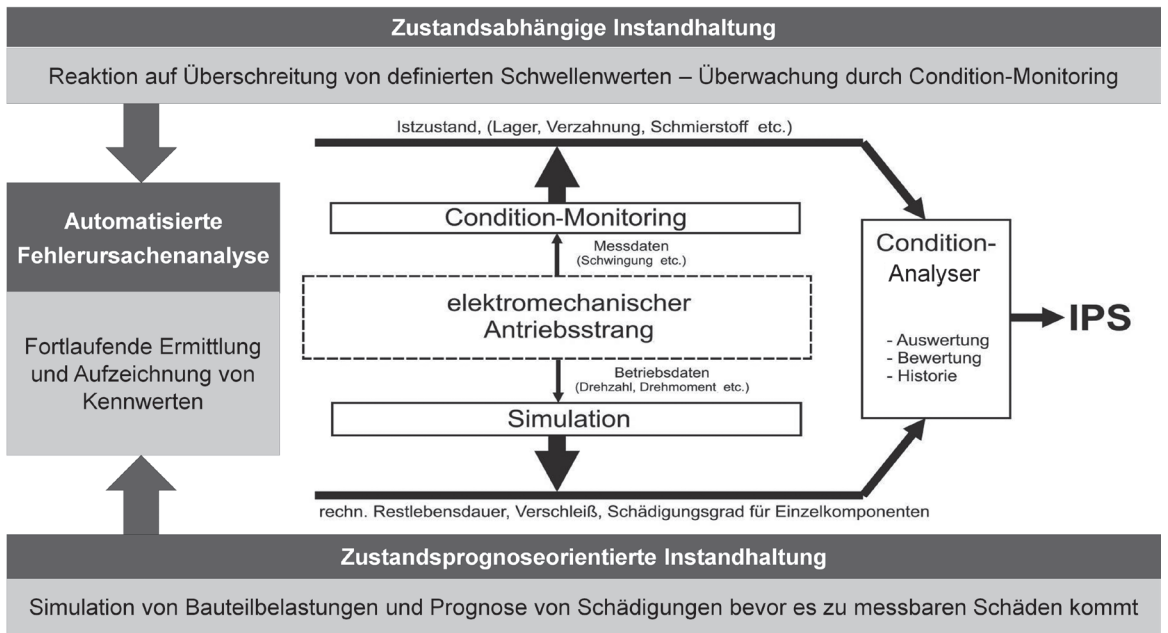 Zustandsabhängige Instandhaltung
Reaktion auf Überschreitung von definierten Schwellenwerten – Überwachung durch Condition-Monitoring
Automatisierte
Fehlerursachenanalyse
Fortlaufende Ermittlung
und Aufzeichnung von
Kennwerten
Istzustand, (Lager, Verzahnung, Schmierstoff etc.)
Condition-Monitoring
Messdaten
(Schwingung etc.)
elektromechanischer
Antriebsstrang
Betriebsdaten
(Drehzahl, Drehmoment etc.)
Simulation
rechn. Restlebensdauer, Verschleiß, Schädigungsgrad für Einzelkomponenten
Condition-
Analyser
- Auswertung
- Bewertung
- Historie
IPS
Zustandsprognoseorientierte Instandhaltung
Simulation von Bauteilbelastungen und Prognose von Schädigungen bevor es zu messbaren Schäden kommt